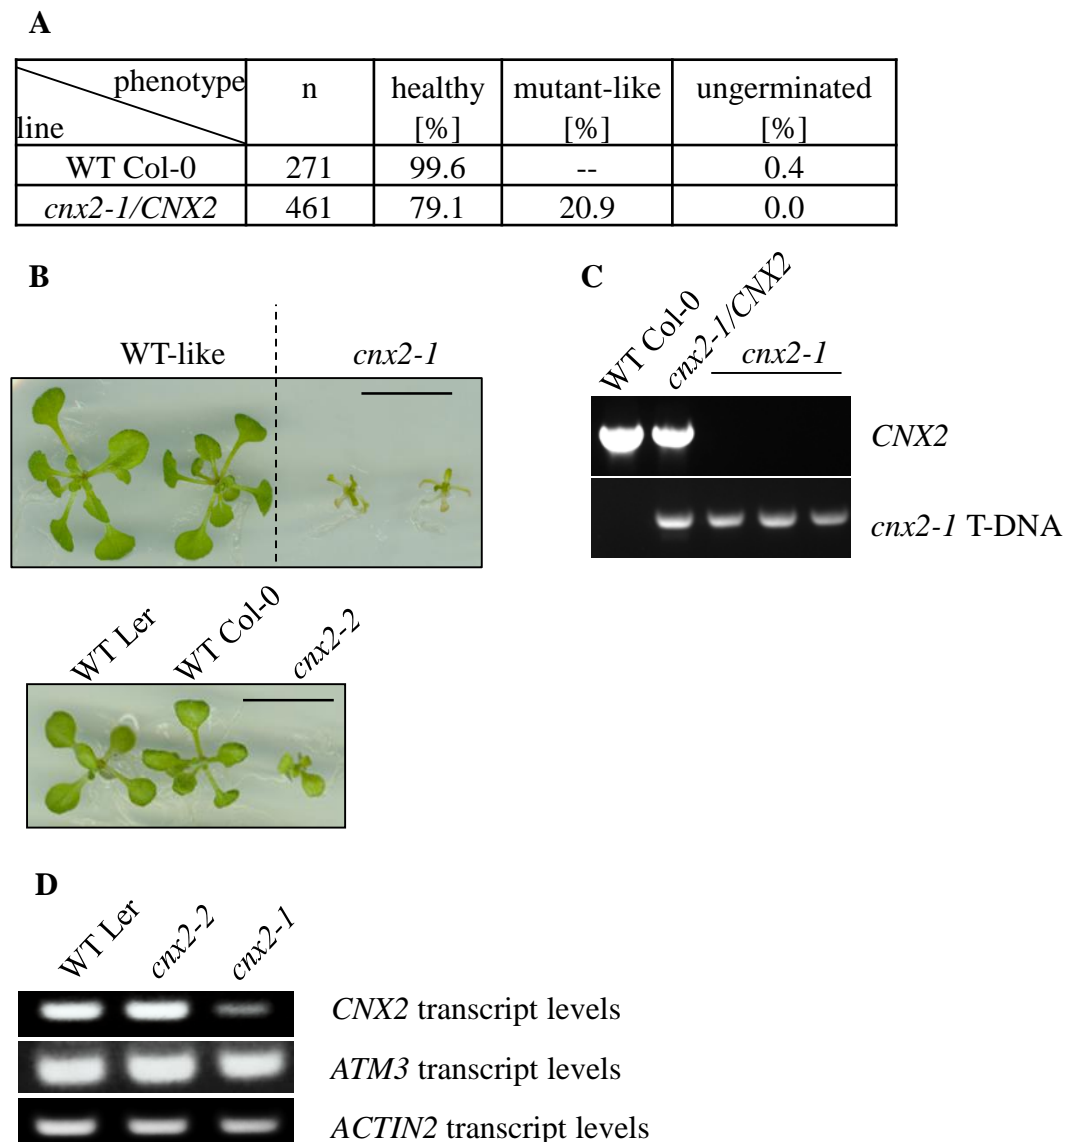 A
phenotype n healthy mutant-like ungerminated
line [%] [%] [%]
WT Col-0 271 99.6 -- 0.4
cnx2-1/CNX2 461 79.1 20.9 0.0
B
WT-like cnx2-1
WT Ler WT Col-0 cnx2-2
C
WT Col-0 cnx2-1/CNX2 cnx2-1
CNX2
cnx2-1 T-DNA
D
WT Ler cnx2-2 cnx2-1
CNX2 transcript levels
ATM3 transcript levels
ACTIN2 transcript levels